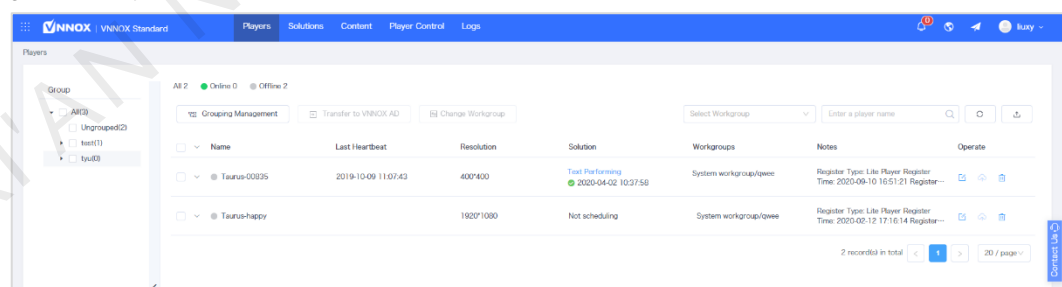 VNNOX | VNNOX Standard Players Solutions Content Player Control Logs 0 liuxy
Players
Group
All 2 Online 0 Offline 2
All(3)
Ungrouped(2)
test(1)
tyu(0)
Grouping Management Transfer to VNNOX AD Change Workgroup Select Workgroup Enter a player name
Name Last Heartbeat Resolution Solution Workgroups Notes Operate
Taurus-00835 2019-10-09 11:07:43 400*400 Text Performing System workgroup/qwee Register Type: Lite Player Register
2020-04-02 10:37:58 Time: 2020-09-10 16:51:21 Register···
Taurus-happy 1920*1080 Not scheduling System workgroup/qwee Register Type: Lite Player Register
Time: 2020-02-12 17:16:14 Register···
2 record(s) in total < 1 > 20 / page
Contact Us